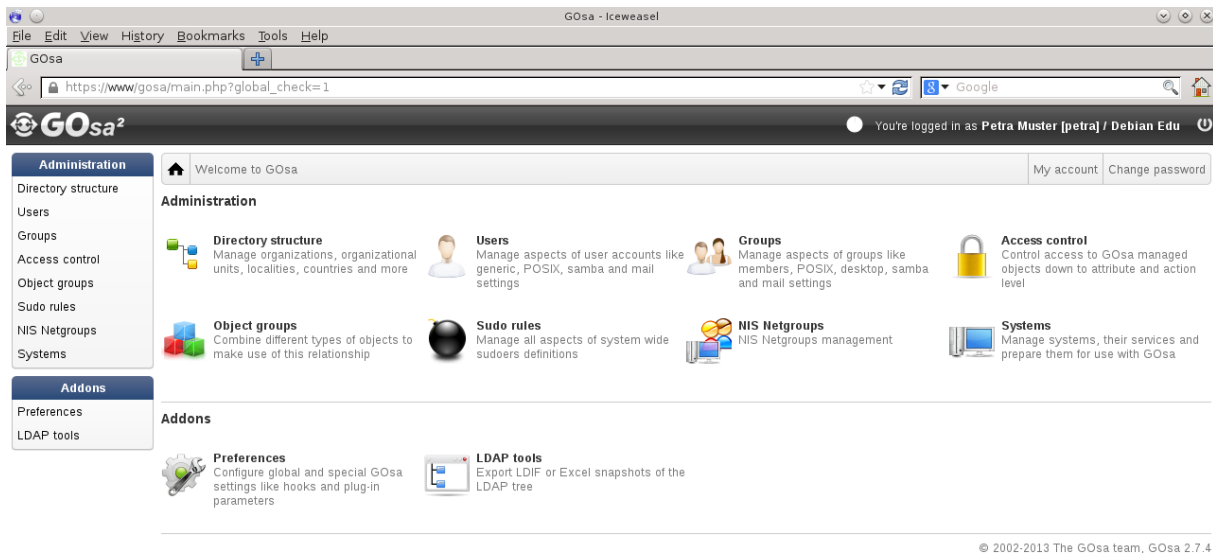 GOsa - Iceweasel
File Edit View History Bookmarks Tools Help
GOsa
https://www/gosa/main.php?global_check=1
Google
GOsa²
You're logged in as Petra Muster [petra] / Debian Edu
Administration
Directory structure
Users
Groups
Access control
Object groups
Sudo rules
NIS Netgroups
Systems
Addons
Preferences
LDAP tools
Welcome to GOsa
My account
Change password
Administration
Directory structure
Manage organizations, organizational
units, localities, countries and more
Users
Manage aspects of user accounts like
generic, POSIX, samba and mail
settings
Groups
Manage aspects of groups like
members, POSIX, desktop, samba
and mail settings
Access control
Control access to GOsa managed
objects down to attribute and action
level
Object groups
Combine different types of objects to
make use of this relationship
Sudo rules
Manage all aspects of system wide
sudoers definitions
NIS Netgroups
NIS Netgroups management
Systems
Manage systems, their services and
prepare them for use with GOsa
Addons
Preferences
Configure global and special GOsa
settings like hooks and plug-in
parameters
LDAP tools
Export LDIF or Excel snapshots of the
LDAP tree
© 2002-2013 The GOsa team, GOsa 2.7.4